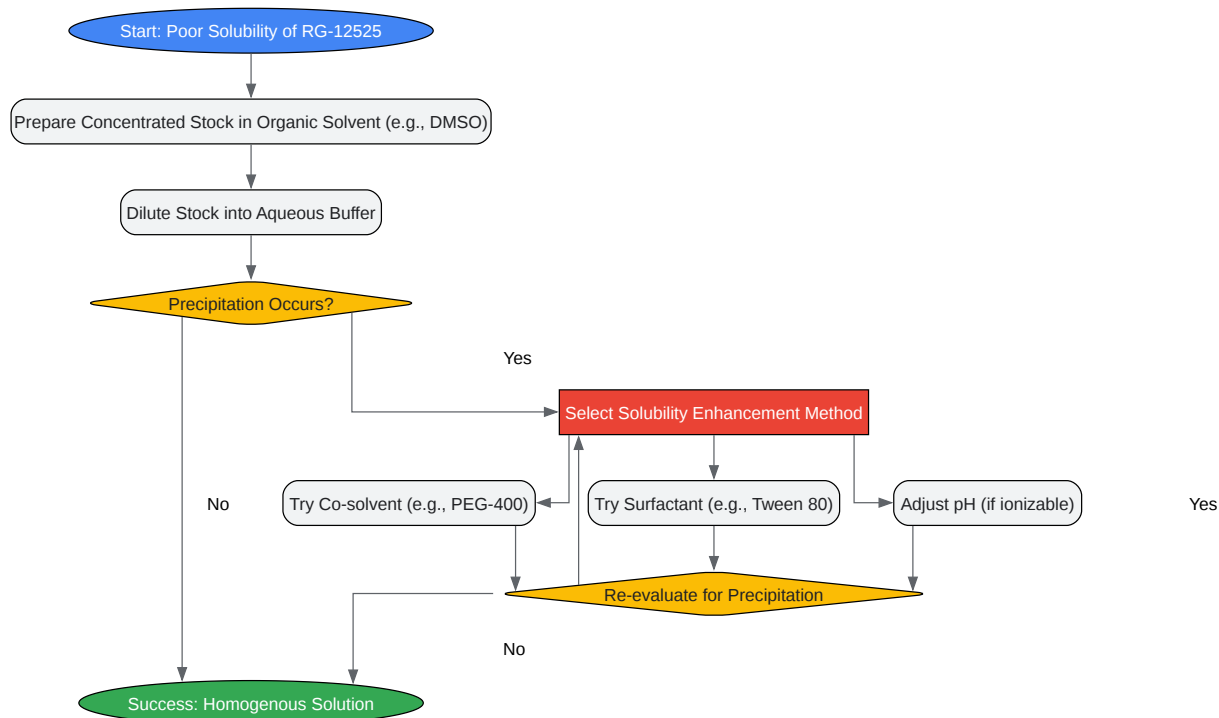 Start: Poor Solubility of RG-12525
Prepare Concentrated Stock in Organic Solvent (e.g., DMSO)
Dilute Stock into Aqueous Buffer
Precipitation Occurs?
Yes
Select Solubility Enhancement Method
No
Try Co-solvent (e.g., PEG-400)
Try Surfactant (e.g., Tween 80)
Adjust pH (if ionizable)
Yes
Re-evaluate for Precipitation
No
Success: Homogenous Solution